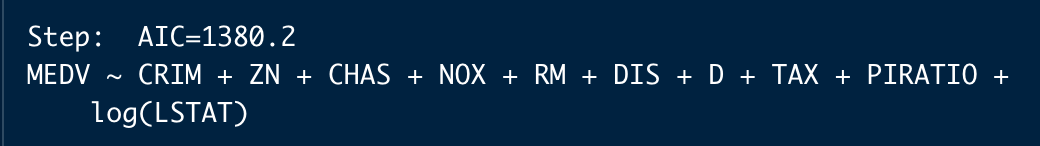 Step:  AIC=1380.2
MEDV ~ CRIM + ZN + CHAS + NOX + RM + DIS + D + TAX + PIRATIO +
    log(LSTAT)